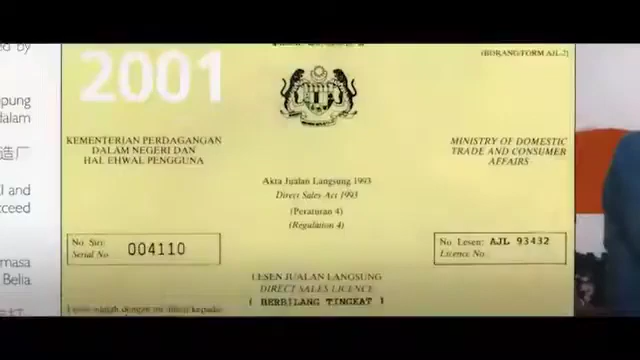 (BORANG/FORM AJL-2)
2001
KEMENTERIAN PERDAGANGAN
DALAM NEGERI DAN
HAL EHWAL PENGGUNA
MINISTRY OF DOMESTIC
TRADE AND CONSUMER
AFFAIRS
Akta Jualan Langsung 1993
Direct Sales Act 1993
(Peraturan 4)
(Regulation 4)
No. Siri:
Serial No
004110
No. Lesen: AJL 93432
Licence No.
LESEN JUALAN LANGSUNG
DIRECT SALES LICENCE
( BERBILANG TINGKAT )
ed by
pung
dalam
造厂
I and
ceed
masa
Belia